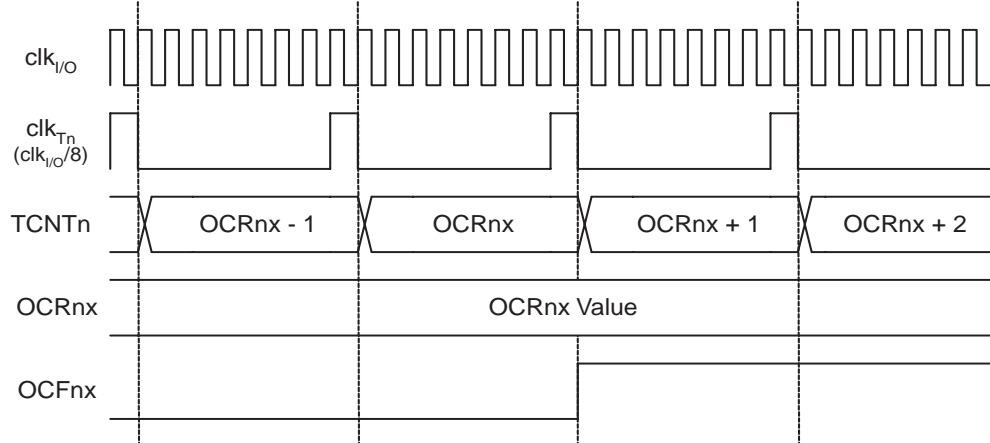 clkI/O
clkTn
(clkI/O/8)
TCNTn OCRnx - 1 OCRnx OCRnx + 1 OCRnx + 2
OCRnx OCRnx Value
OCFnx